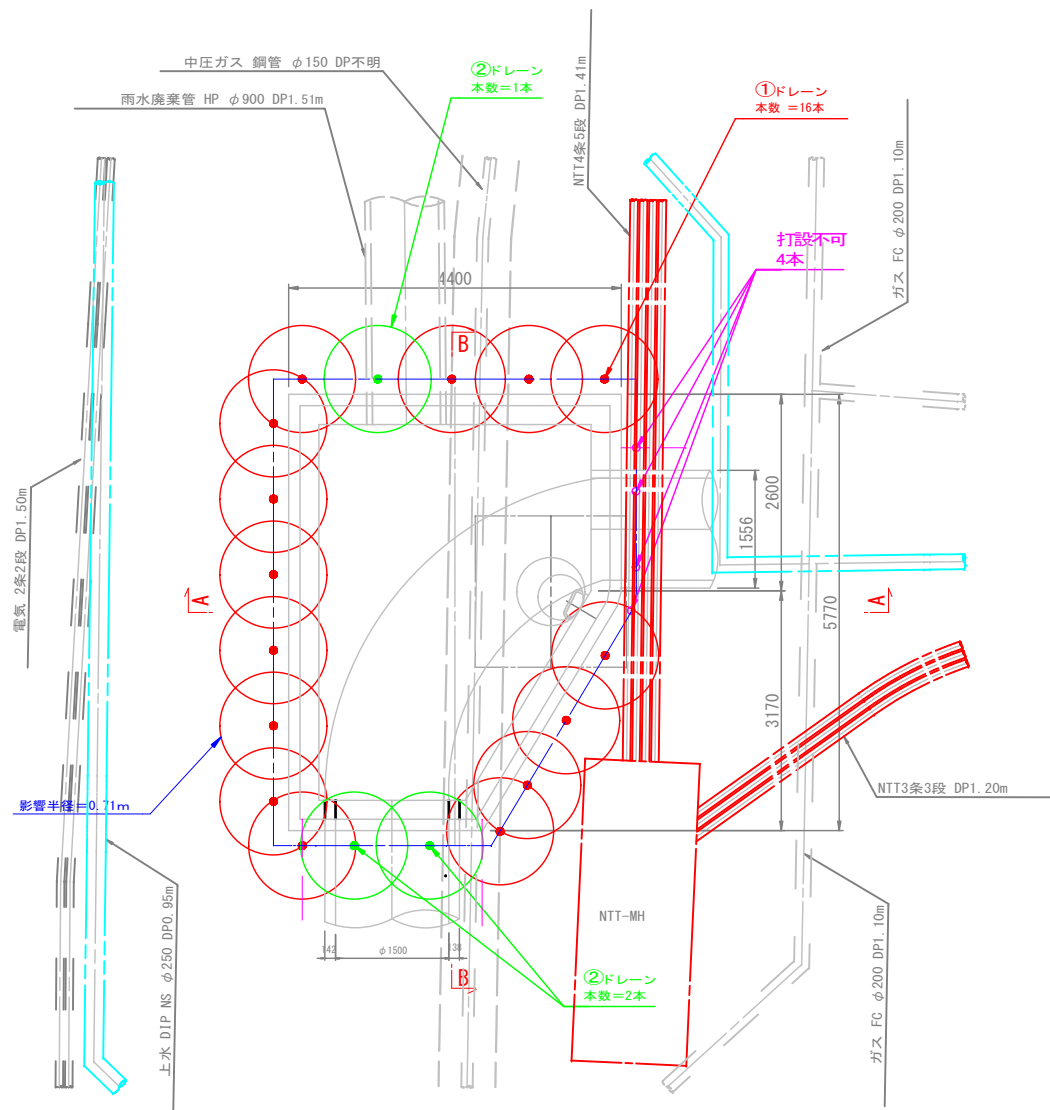 中圧ガス 鋼管 φ150 DP不明
雨水廃棄管 HP φ900 DP1.51m
②ドレーン
本数＝1本
NTT4条5段 DP1.41m
①ドレーン
本数 ＝16本
ガス FC φ200 DP1.10m
打設不可
4本
4400
B
2600
1556
5770
3170
A
A
電気 2条2段 DP1.50m
影響半径＝0.71m
上水 DIP NS φ250 DP0.95m
NTT3条3段 DP1.20m
NTT-MH
142
φ1500
138
B
②ドレーン
本数＝2本
ガス FC φ200 DP1.10m